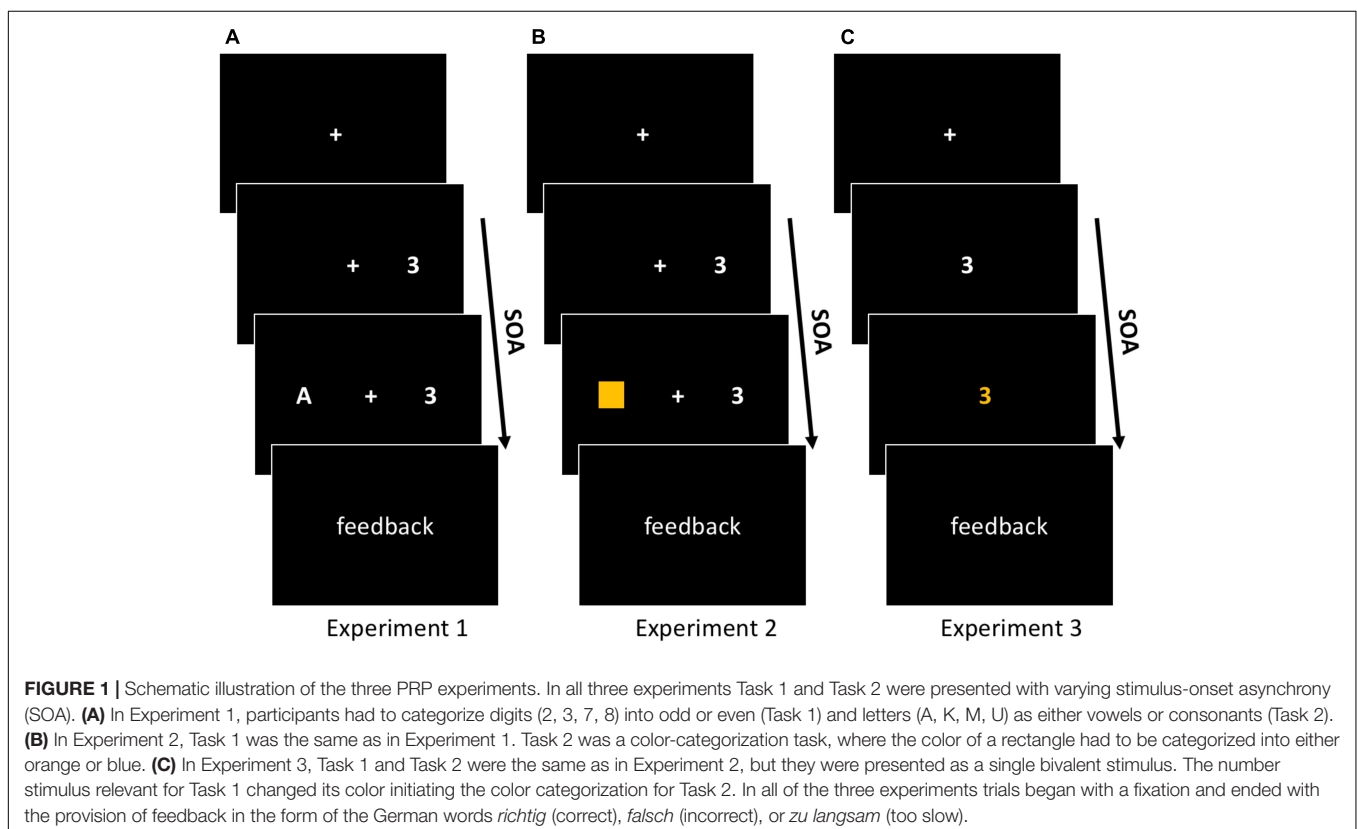 A B C
+ + +
+ 3 + 3 3
SOA SOA SOA
A + 3 + 3 3
feedback feedback feedback
Experiment 1 Experiment 2 Experiment 3
FIGURE 1 | Schematic illustration of the three PRP experiments. In all three experiments Task 1 and Task 2 were presented with varying stimulus-onset asynchrony
(SOA). (A) In Experiment 1, participants had to categorize digits (2, 3, 7, 8) into odd or even (Task 1) and letters (A, K, M, U) as either vowels or consonants (Task 2).
(B) In Experiment 2, Task 1 was the same as in Experiment 1. Task 2 was a color-categorization task, where the color of a rectangle had to be categorized into either
orange or blue. (C) In Experiment 3, Task 1 and Task 2 were the same as in Experiment 2, but they were presented as a single bivalent stimulus. The number
stimulus relevant for Task 1 changed its color initiating the color categorization for Task 2. In all of the three experiments trials began with a fixation and ended with
the provision of feedback in the form of the German words richtig (correct), falsch (incorrect), or zu langsam (too slow).